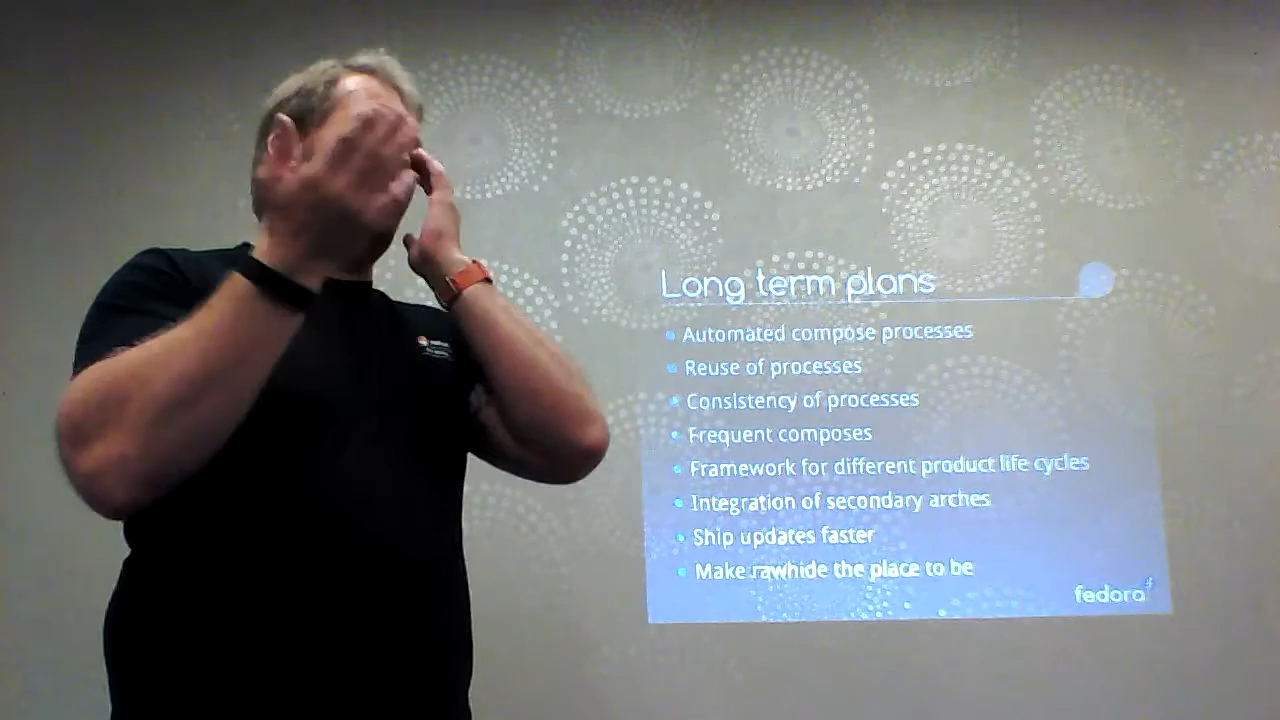 Long term plans
Automated compose processes
Reuse of processes
Consistency of processes
Frequent composes
Framework for different product life cycles
Integration of secondary arches
Ship updates faster
Make rawhide the place to be
fedora